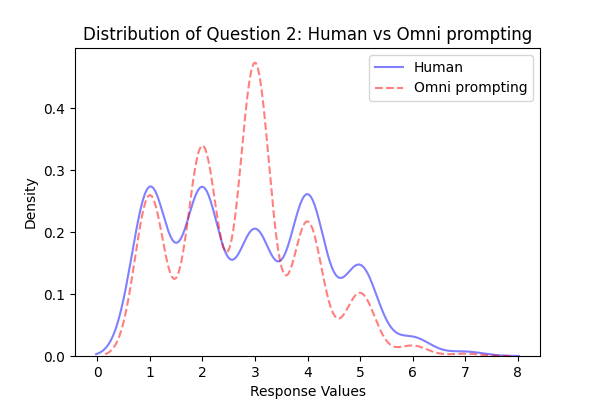 Distribution of Question 2: Human vs Omni prompting
Human
Omni prompting
Density
0.4
0.3
0.2
0.1
0.0
0 1 2 3 4 5 6 7 8
Response Values